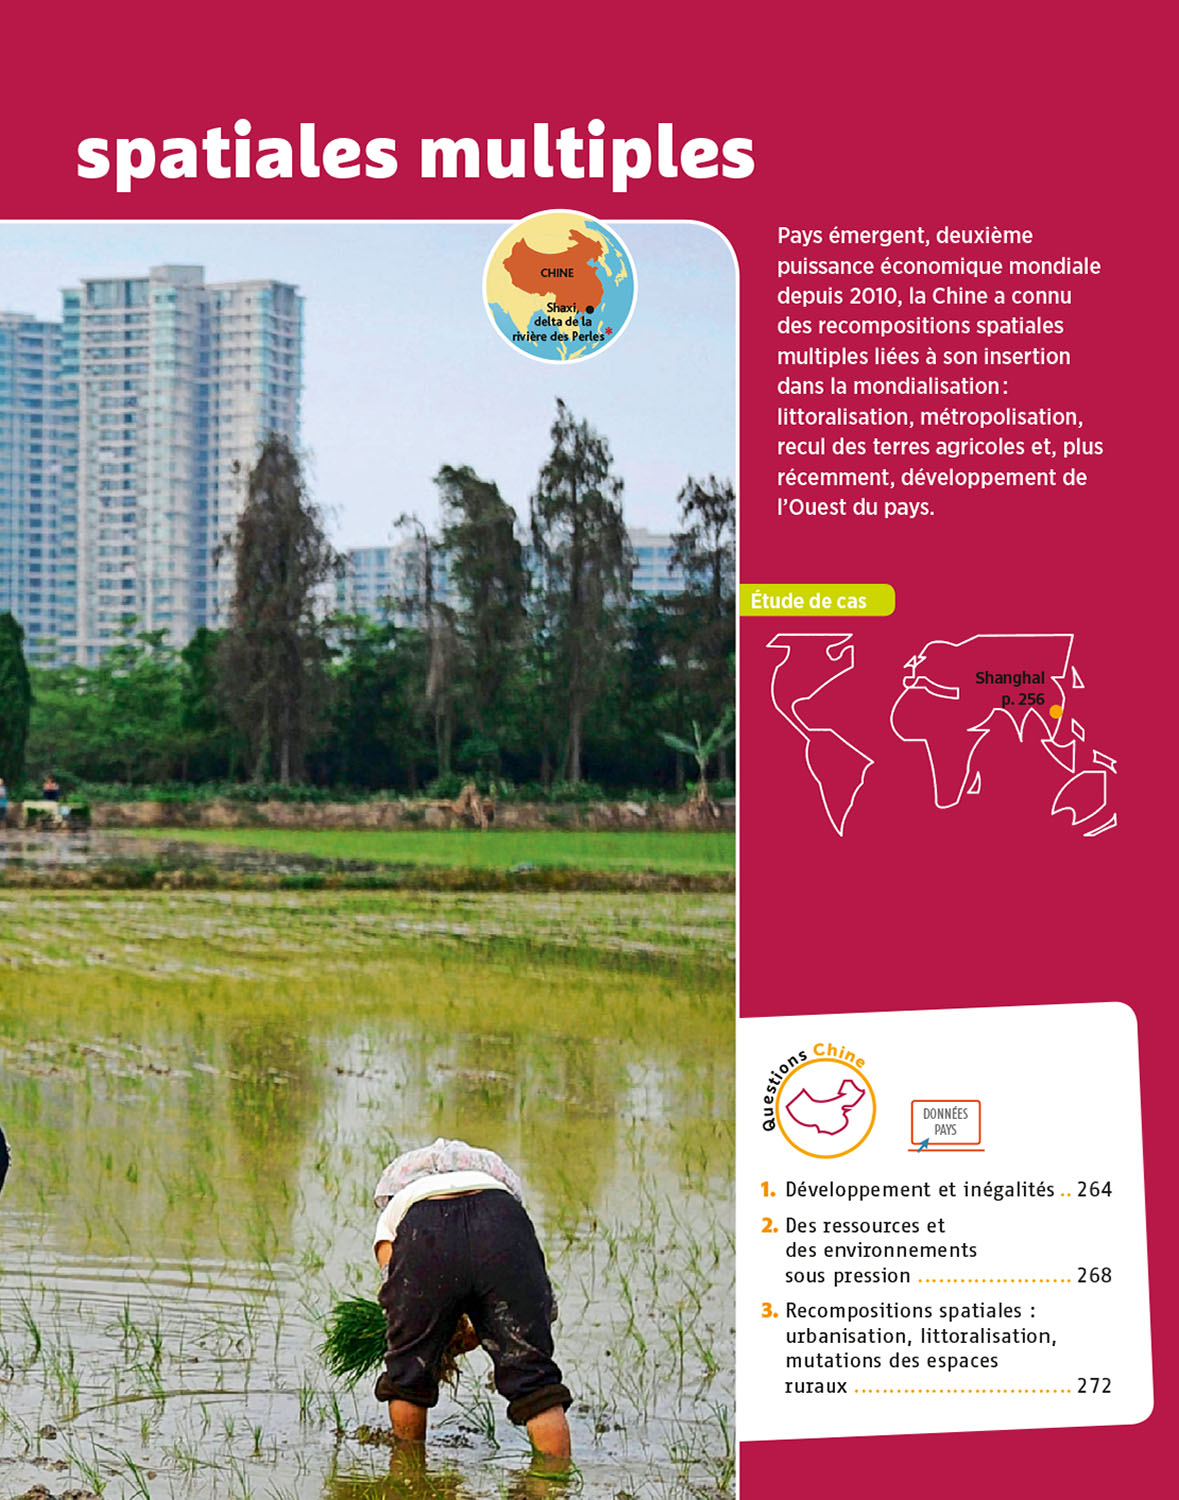 spatiales multiples
CHINE
Shaxi,
delta de la
rivière des Perles*
Pays émergent, deuxième
puissance économique mondiale
depuis 2010, la Chine a connu
des recompositions spatiales
multiples liées à son insertion
dans la mondialisation :
littoralisation, métropolisation,
recul des terres agricoles et, plus
récemment, développement de
l'Ouest du pays.
Étude de cas
Shanghal
p. 256
Questions Chine
DONNÉES
PAYS
1. Développement et inégalités .. 264
2. Des ressources et
des environnements
sous pression ...................... 268
3. Recompositions spatiales :
urbanisation, littoralisation,
mutations des espaces
ruraux ............................... 272